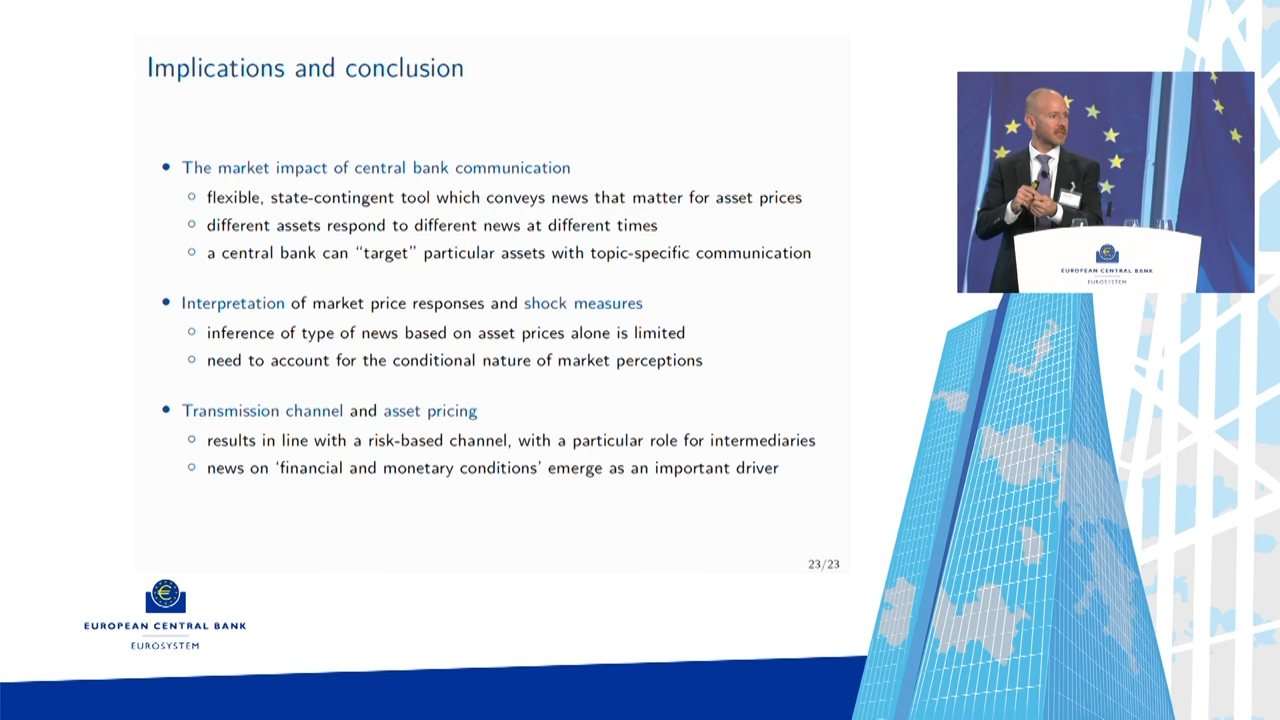 Implications and conclusion
• The market impact of central bank communication
◦ flexible, state-contingent tool which conveys news that matter for asset prices
◦ different assets respond to different news at different times
◦ a central bank can “target” particular assets with topic-specific communication
• Interpretation of market price responses and shock measures
◦ inference of type of news based on asset prices alone is limited
◦ need to account for the conditional nature of market perceptions
• Transmission channel and asset pricing
◦ results in line with a risk-based channel, with a particular role for intermediaries
◦ news on ‘financial and monetary conditions’ emerge as an important driver
23/23
EUROPEAN CENTRAL BANK
EUROSYSTEM
EUROPEAN CENTRAL BANK
EUROSYSTEM